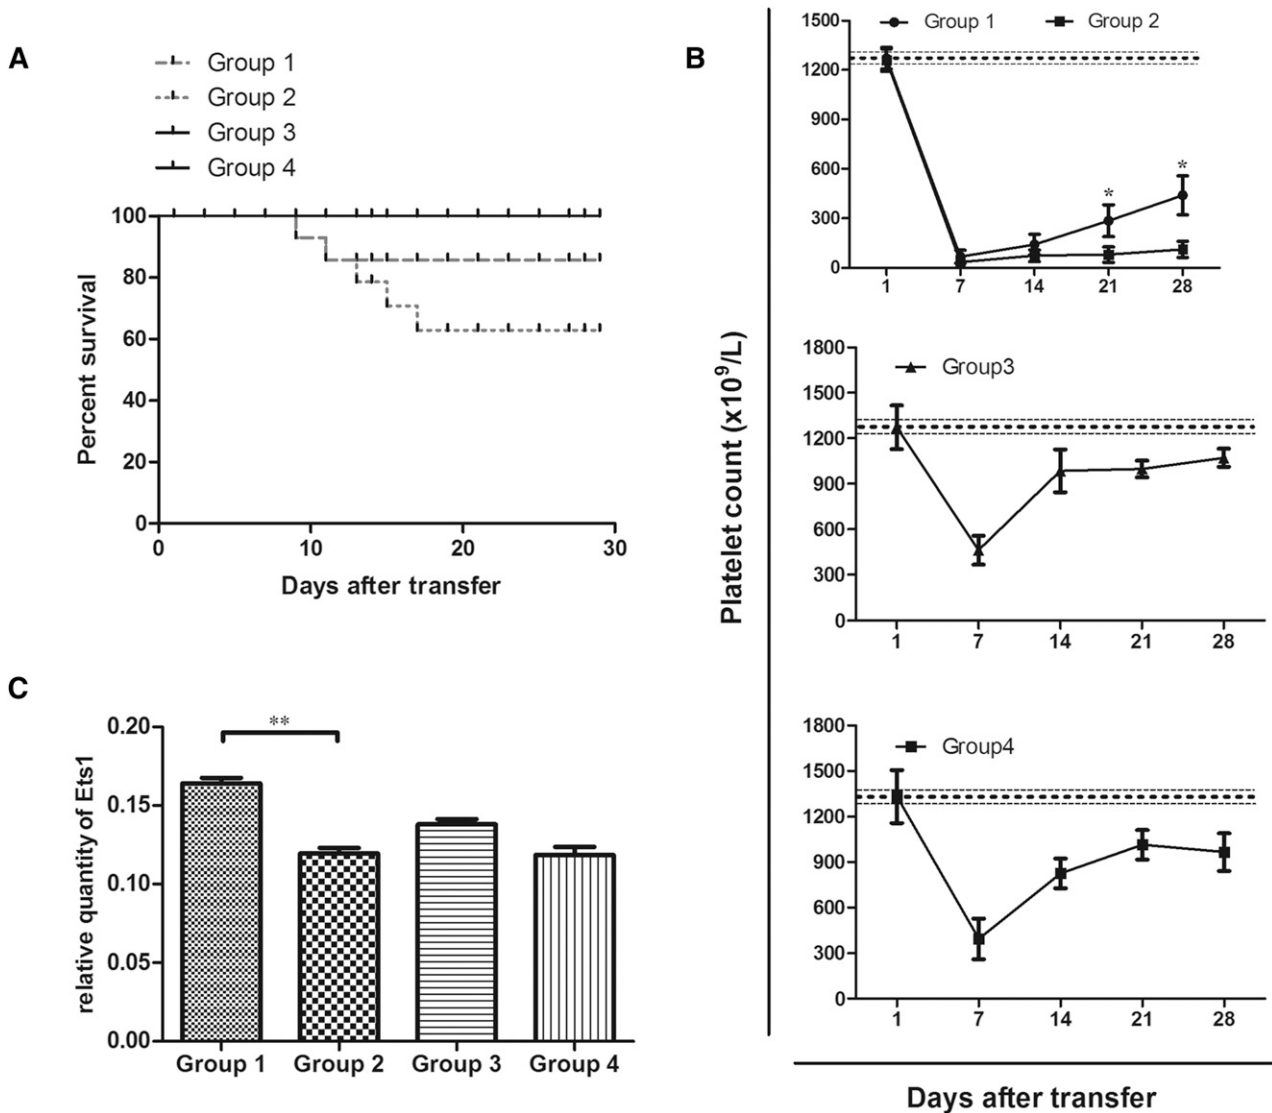 A
Group 1
Group 2
Group 3
Group 4
100
80
60
40
20
0
Percent survival
0 10 20 30
Days after transfer
B
Group 1 Group 2
1500
1200
900
600
300
0
*
*
1 7 14 21 28
Platelet count (x10⁹/L)
Group3
1800
1500
1200
900
600
300
0
1 7 14 21 28
Group4
1800
1500
1200
900
600
300
0
1 7 14 21 28
Days after transfer
C
**
0.20
0.15
0.10
0.05
0.00
relative quantity of Ets1
Group 1 Group 2 Group 3 Group 4